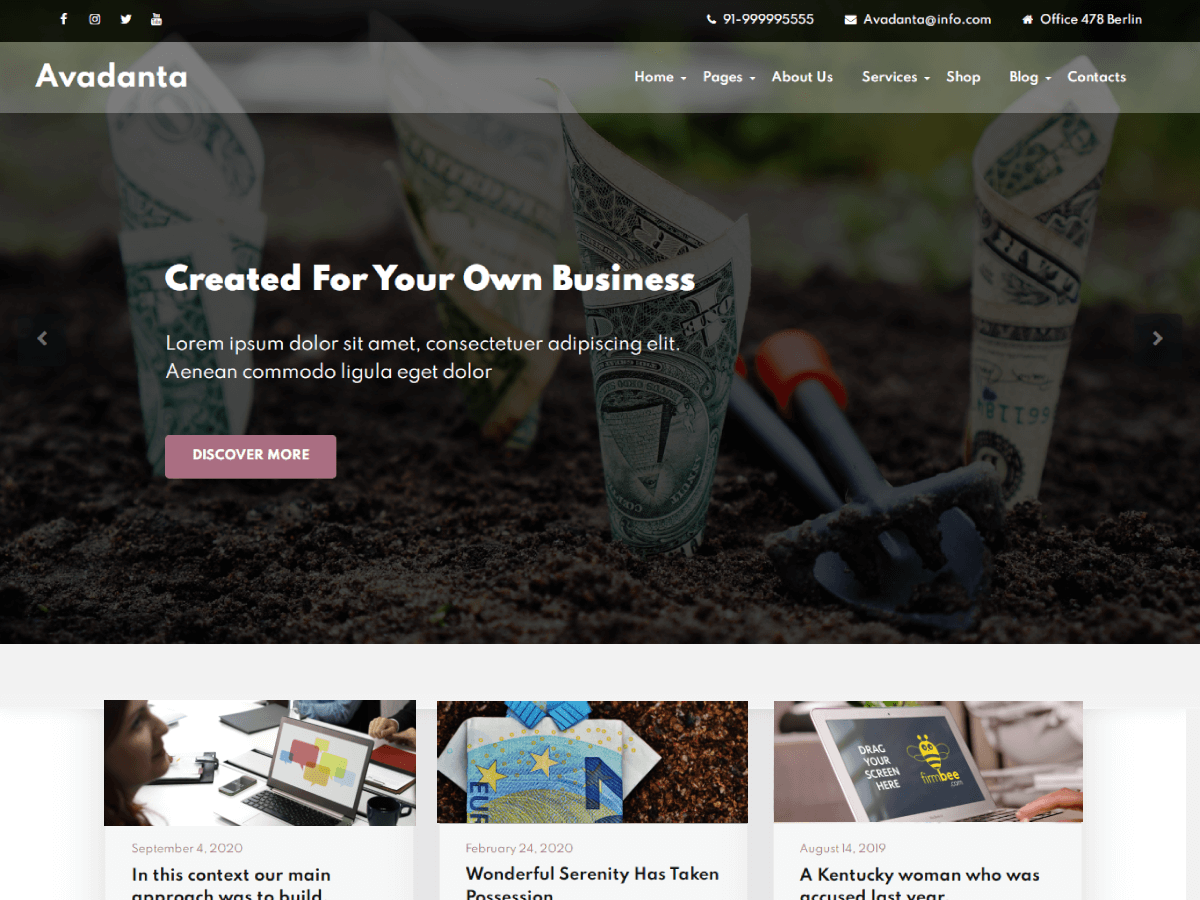 91-999995555 Avadanta@info.com Office 478 Berlin
Avadanta
Home Pages About Us Services Shop Blog Contacts
Created For Your Own Business
Lorem ipsum dolor sit amet, consectetuer adipiscing elit.
Aenean commodo ligula eget dolor
DISCOVER MORE
DRAG
YOUR
SCREEN
HERE
firmbee
.com
EUR
September 4, 2020
In this context our main
approach was to build
February 24, 2020
Wonderful Serenity Has Taken
Possession
August 14, 2019
A Kentucky woman who was
accused last year